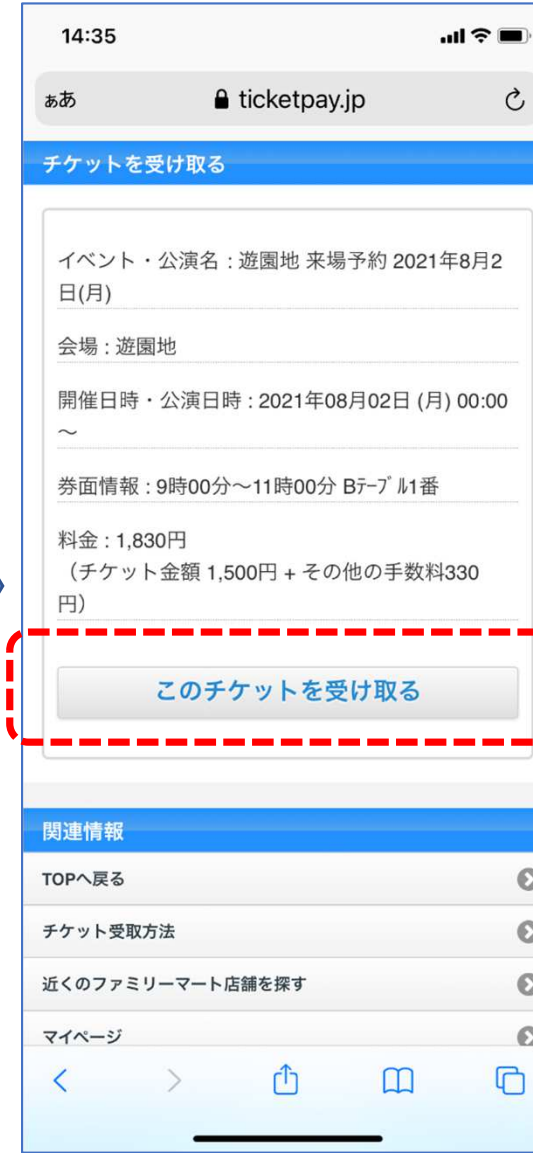 14:35
ぁあ ticketpay.jp
チケットを受け取る
イベント・公演名 : 遊園地 来場予約 2021年8月2
日(月)
会場 : 遊園地
開催日時・公演日時 : 2021年08月02日 (月) 00:00
～
券面情報 : 9時00分～11時00分 Bﾃｰﾌﾞﾙ1番
料金 : 1,830円
（チケット金額 1,500円 + その他の手数料330
円）
このチケットを受け取る
関連情報
TOPへ戻る
チケット受取方法
近くのファミリーマート店舗を探す
マイページ